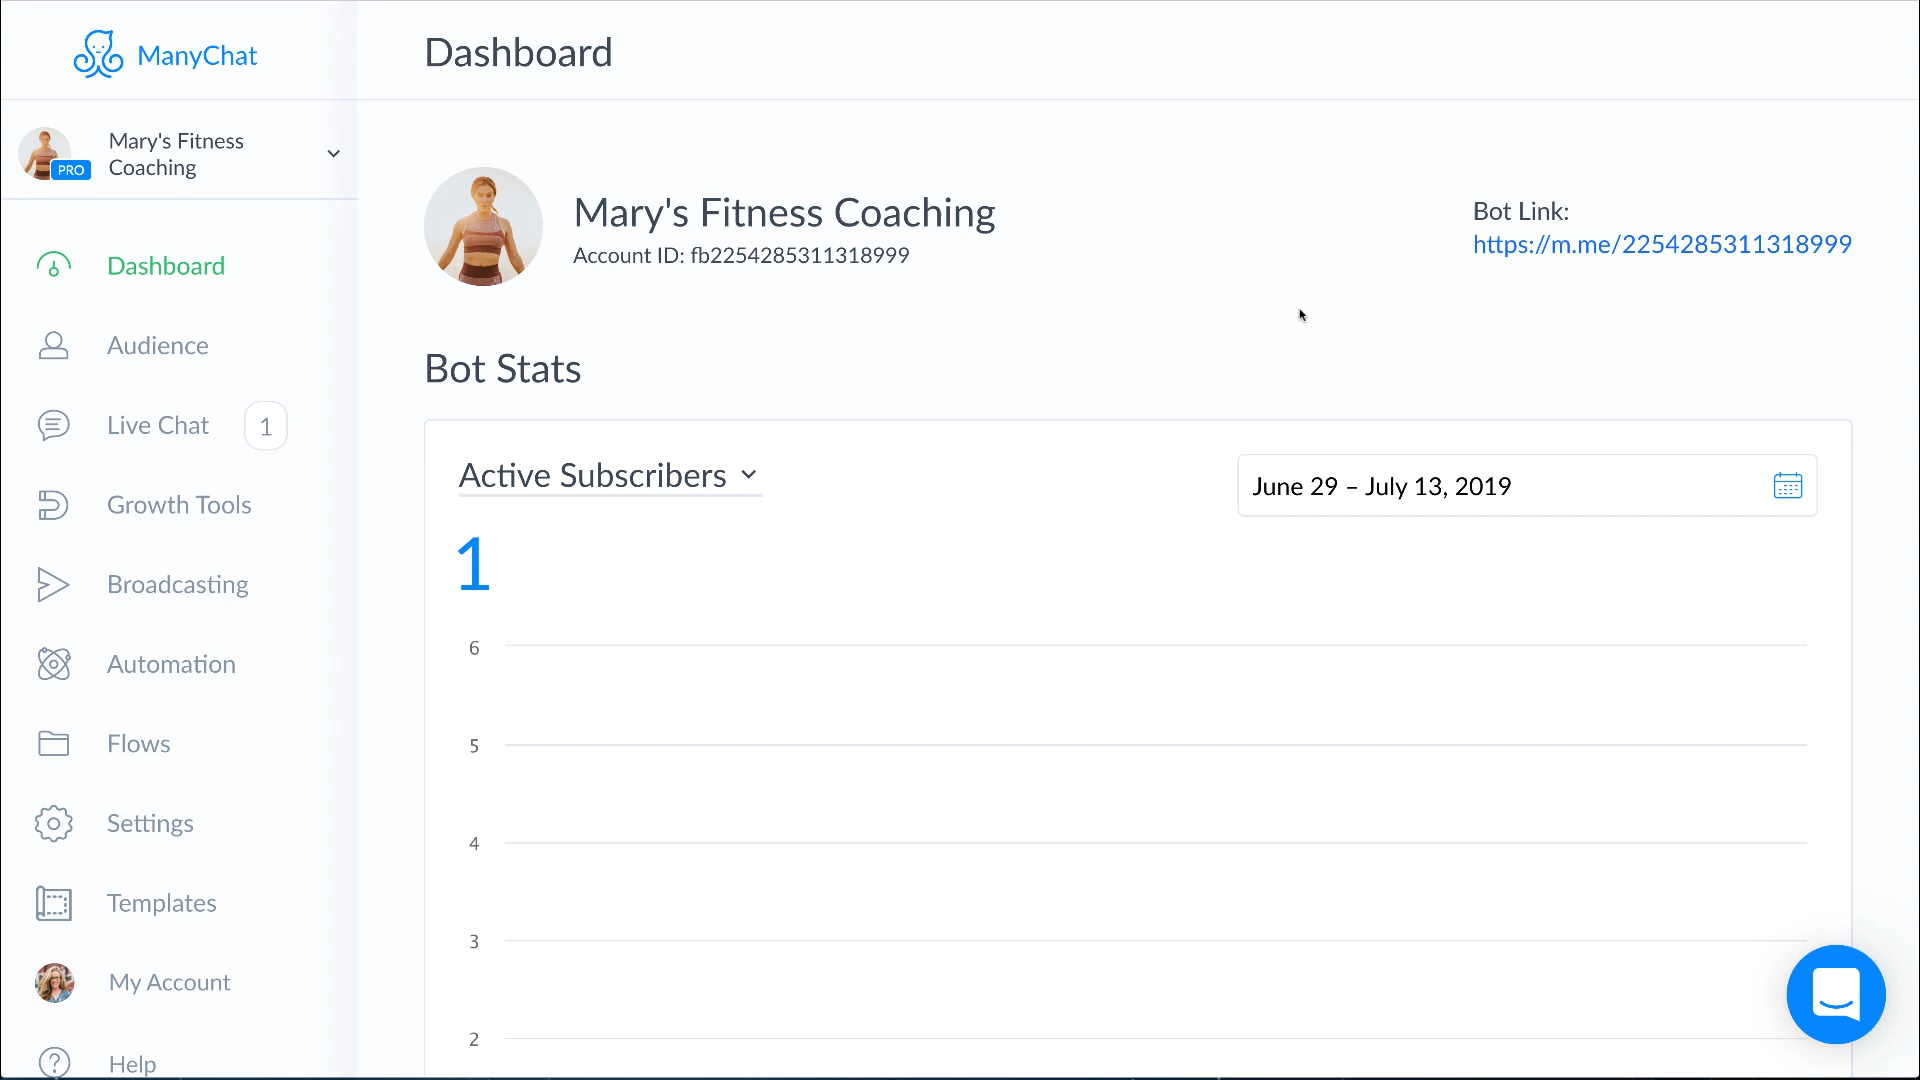 ManyChat
Dashboard
Mary's Fitness
Coaching
PRO
Dashboard
Audience
Live Chat 1
Growth Tools
Broadcasting
Automation
Flows
Settings
Templates
My Account
Help
Mary's Fitness Coaching
Account ID: fb2254285311318999
Bot Link:
https://m.me/2254285311318999
Bot Stats
Active Subscribers
June 29 – July 13, 2019
1
6
5
4
3
2